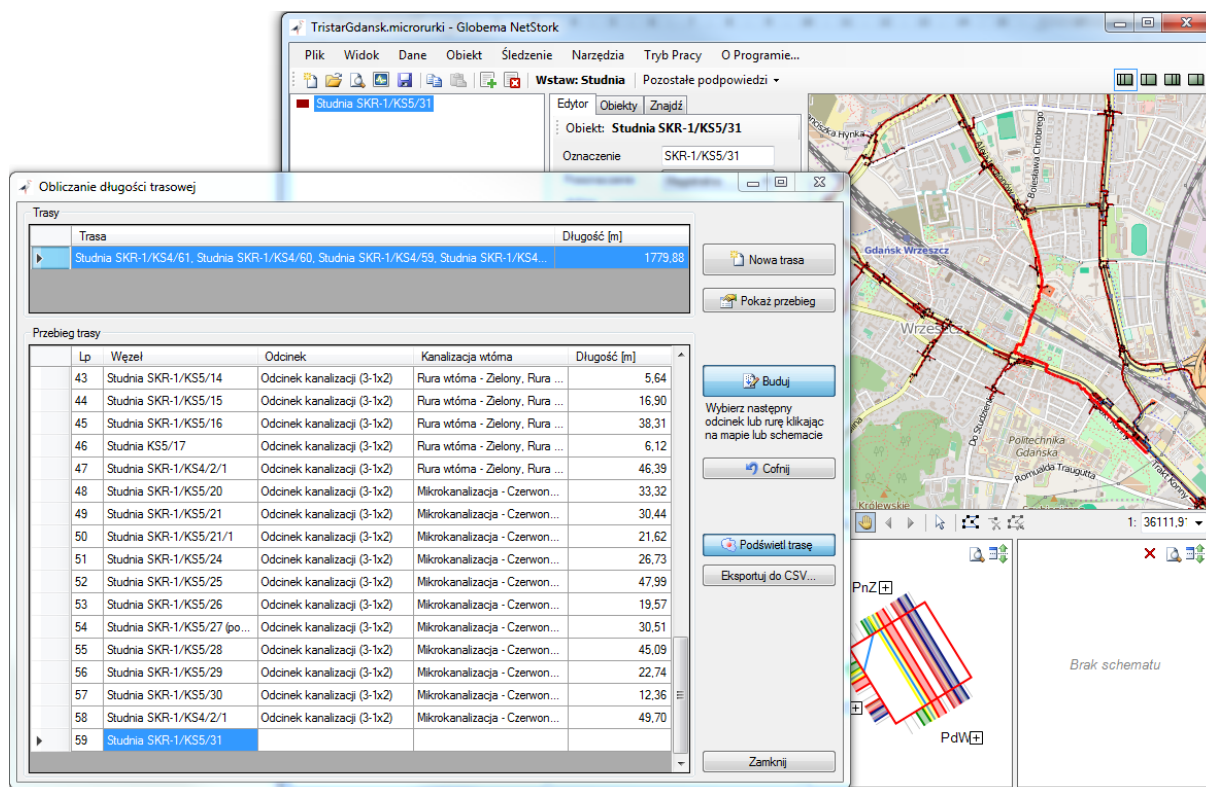 TristarGdansk.microrurki - Globema NetStork
Plik Widok Dane Obiekt Śledzenie Narzędzia Tryb Pracy O Programie...
Wstaw: Studnia Pozostałe podpowiedzi
Studnia SKR-1/KS5/31
Edytor Obiekty Znajdź
Obiekt: Studnia SKR-1/KS5/31
Oznaczenie SKR-1/KS5/31
Obliczanie długości trasowej
Trasy
Trasa Długość [m]
Studnia SKR-1/KS4/61, Studnia SKR-1/KS4/60, Studnia SKR-1/KS4/59, Studnia SKR-1/KS4... 1779,88
Nowa trasa
Pokaż przebieg
Przebieg trasy
Lp Węzeł Odcinek Kanalizacja wtórna Długość [m]
43 Studnia SKR-1/KS5/14 Odcinek kanalizacji (3-1x2) Rura wtórna - Zielony, Rura ... 5,64
44 Studnia SKR-1/KS5/15 Odcinek kanalizacji (3-1x2) Rura wtórna - Zielony, Rura ... 16,90
45 Studnia SKR-1/KS5/16 Odcinek kanalizacji (3-1x2) Rura wtórna - Zielony, Rura ... 38,31
46 Studnia KS5/17 Odcinek kanalizacji (3-1x2) Rura wtórna - Zielony, Rura ... 6,12
47 Studnia SKR-1/KS4/2/1 Odcinek kanalizacji (3-1x2) Rura wtórna - Zielony, Rura ... 46,39
48 Studnia SKR-1/KS5/20 Odcinek kanalizacji (3-1x2) Mikrokanalizacja - Czerwon... 33,32
49 Studnia SKR-1/KS5/21 Odcinek kanalizacji (3-1x2) Mikrokanalizacja - Czerwon... 30,44
50 Studnia SKR-1/KS5/21/1 Odcinek kanalizacji (3-1x2) Mikrokanalizacja - Czerwon... 21,62
51 Studnia SKR-1/KS5/24 Odcinek kanalizacji (3-1x2) Mikrokanalizacja - Czerwon... 26,73
52 Studnia SKR-1/KS5/25 Odcinek kanalizacji (3-1x2) Mikrokanalizacja - Czerwon... 47,99
53 Studnia SKR-1/KS5/26 Odcinek kanalizacji (3-1x2) Mikrokanalizacja - Czerwon... 19,57
54 Studnia SKR-1/KS5/27 (po... Odcinek kanalizacji (3-1x2) Mikrokanalizacja - Czerwon... 30,51
55 Studnia SKR-1/KS5/28 Odcinek kanalizacji (3-1x2) Mikrokanalizacja - Czerwon... 45,09
56 Studnia SKR-1/KS5/29 Odcinek kanalizacji (3-1x2) Mikrokanalizacja - Czerwon... 22,74
57 Studnia SKR-1/KS5/30 Odcinek kanalizacji (3-1x2) Mikrokanalizacja - Czerwon... 12,36
58 Studnia SKR-1/KS4/2/1 Odcinek kanalizacji (3-1x2) Mikrokanalizacja - Czerwon... 49,70
59 Studnia SKR-1/KS5/31
Buduj
Wybierz następny
odcinek lub rurę klikając
na mapie lub schemacie
Cofnij
Podświetl trasę
Eksportuj do CSV...
Zamknij
Hynka
Bolesława Chrobrego
Gdańsk Wrzeszcz
Wrzeszcz
Do Studzienki
Politechnika
Gdańska
Romualda Traugutta
Trakt Konny
Królewskie
1: 36111,9
PnZ
PdW
Brak schematu